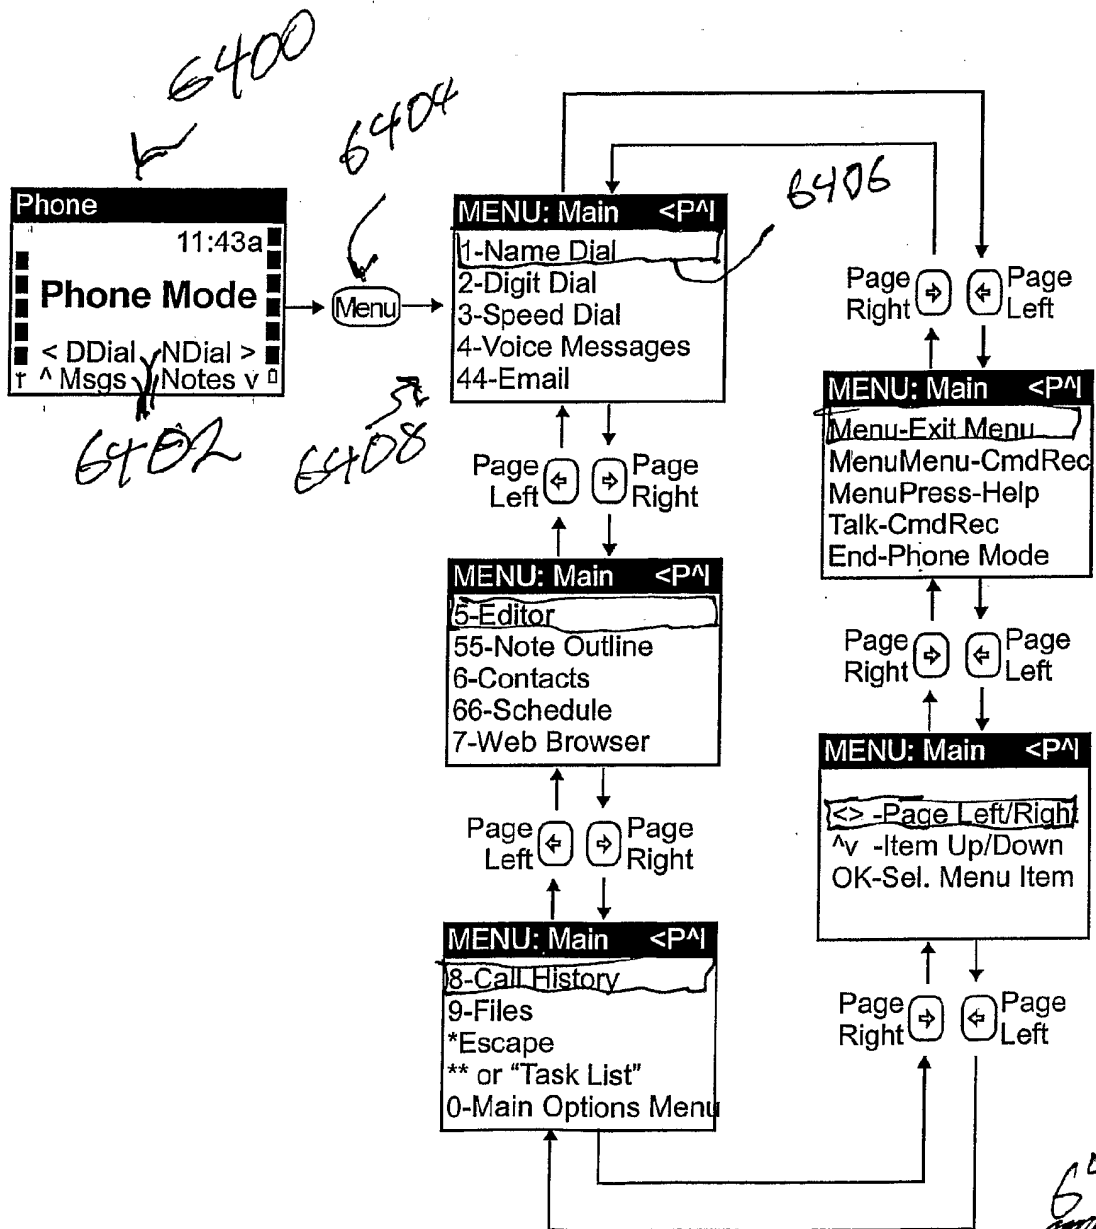 6400
6404
6406
Phone
11:43a
Phone Mode
< DDial NDial >
^ Msgs Notes v
6402
Menu
6408
MENU: Main <P^I
1-Name Dial
2-Digit Dial
3-Speed Dial
4-Voice Messages
44-Email
Page Left
Page Right
MENU: Main <P^I
5-Editor
55-Note Outline
6-Contacts
66-Schedule
7-Web Browser
Page Left
Page Right
MENU: Main <P^I
8-Call History
9-Files
*Escape
** or “Task List”
0-Main Options Menu
Page Right
Page Left
MENU: Main <P^I
Menu-Exit Menu
MenuMenu-CmdRec
MenuPress-Help
Talk-CmdRec
End-Phone Mode
Page Right
Page Left
MENU: Main <P^I
<> -Page Left/Right
^v -Item Up/Down
OK-Sel. Menu Item
Page Right
Page Left